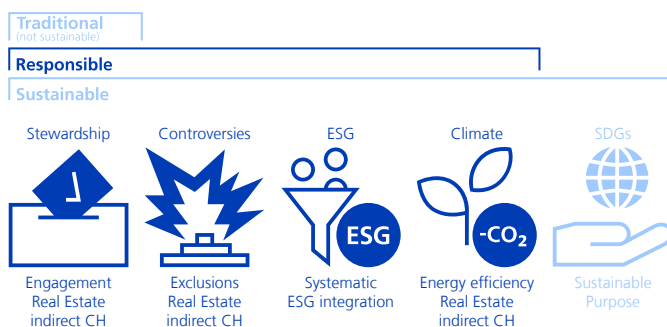 Traditional
(not sustainable)
Responsible
Sustainable
Stewardship
Controversies
ESG
Climate
SDGs
ESG
-CO₂
Engagement
Real Estate
indirect CH
Exclusions
Real Estate
indirect CH
Systematic
ESG integration
Energy efficiency
Real Estate
indirect CH
Sustainable
Purpose